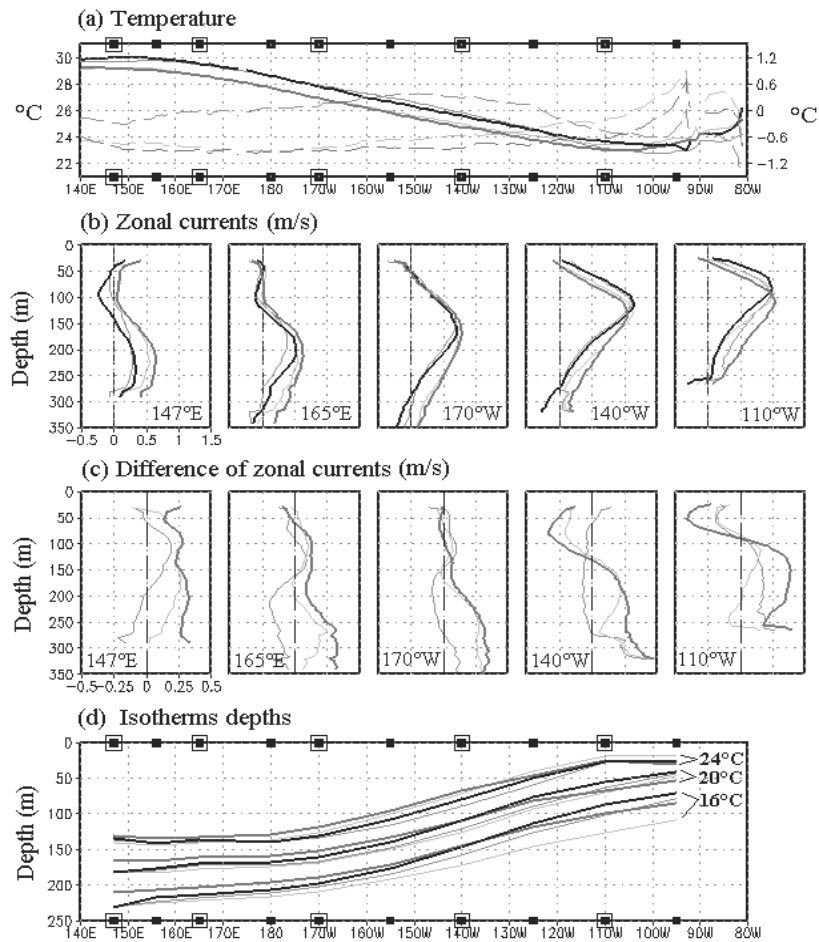 (a) Temperature
30 1.2
28 0.6
°C 26 0 °C
24 -0.6
22 -1.2
140E 150E 160E 170E 180E 170W 160W 150W 140W 130W 120W 110W 100W 90W 80W
(b) Zonal currents (m/s)
Depth (m)
0
50
100
150
200
250
300
350
147°E 165°E 170°W 140°W 110°W
-0.5 0 0.5 1 1.5
(c) Difference of zonal currents (m/s)
Depth (m)
0
50
100
150
200
250
300
350
147°E 165°E 170°W 140°W 110°W
-0.5 -0.25 0 0.25 0.5
(d) Isotherms depths
Depth (m)
0
50
100
150
200
250
24°C
20°C
16°C
140E 150E 160E 170E 180E 170W 160W 150W 140W 130W 120W 110W 100W 90W 80W